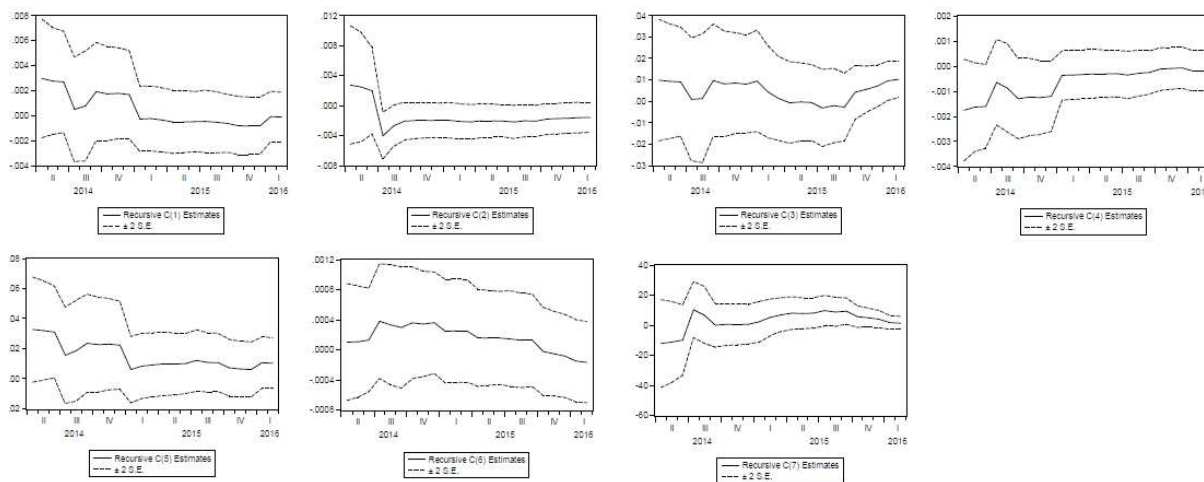 .008
.006
.004
.002
.000
-.002
-.004
II III IV I II III IV I
2014 2015 2016
Recursive C(1) Estimates
± 2 S.E.
.012
.008
.004
.000
-.004
-.008
II III IV I II III IV I
2014 2015 2016
Recursive C(2) Estimates
± 2 S.E.
.04
.03
.02
.01
.00
-.01
-.02
-.03
II III IV I II III IV I
2014 2015 2016
Recursive C(3) Estimates
± 2 S.E.
.002
.001
.000
-.001
-.002
-.003
-.004
II III IV I II III IV I
2014 2015 2016
Recursive C(4) Estimates
± 2 S.E.
.08
.06
.04
.02
.00
.02
II III IV I II III IV I
2014 2015 2016
Recursive C(5) Estimates
± 2 S.E.
.0012
.0008
.0004
.0000
-.0004
-.0008
II III IV I II III IV I
2014 2015 2016
Recursive C(6) Estimates
± 2 S.E.
40
20
0
-20
-40
-60
II III IV I II III IV I
2014 2015 2016
Recursive C(7) Estimates
± 2 S.E.